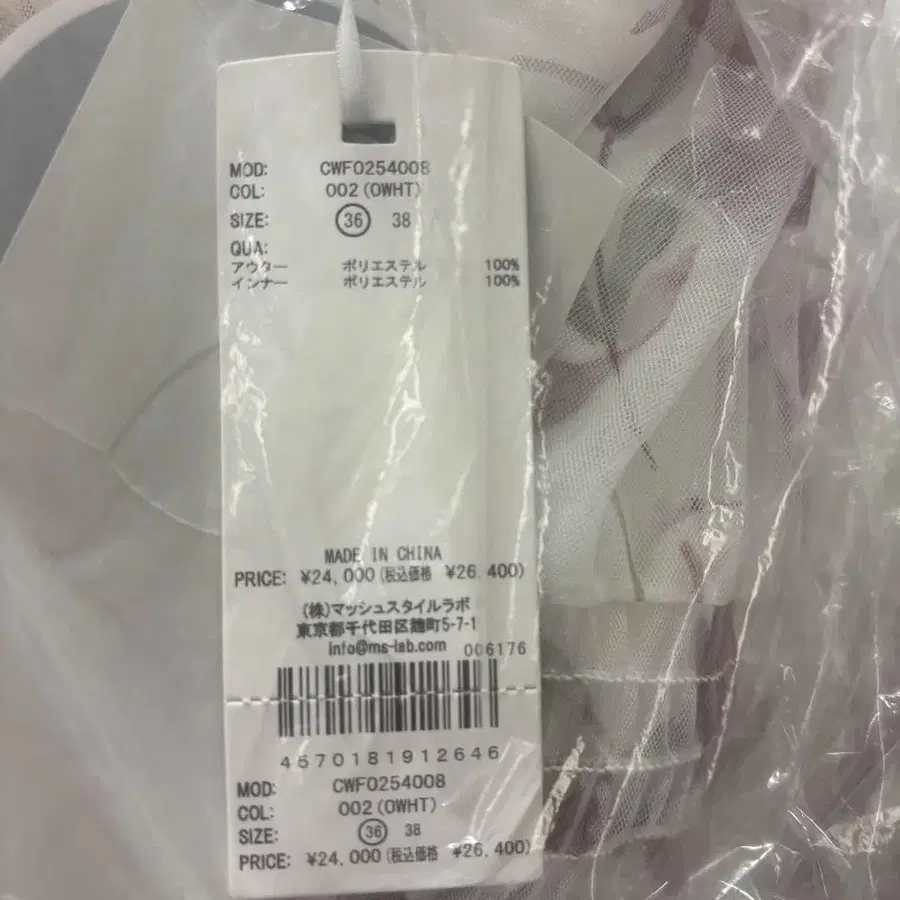 MOD: CWFO254008
COL: 002(OWHT)
SIZE: 36 38
QUA:
アウター ポリエステル 100%
インナー ポリエステル 100%
MADE IN CHINA
PRICE: ¥24,000(税込価格 ¥26,400)
(株)マッシュスタイルラボ
東京都千代田区麹町5-7-1
info@ms-lab.com 006176
4570181912646
MOD: CWFO254008
COL: 002(OWHT)
SIZE: 36 38
PRICE: ¥24,000(税込価格 ¥26,400)